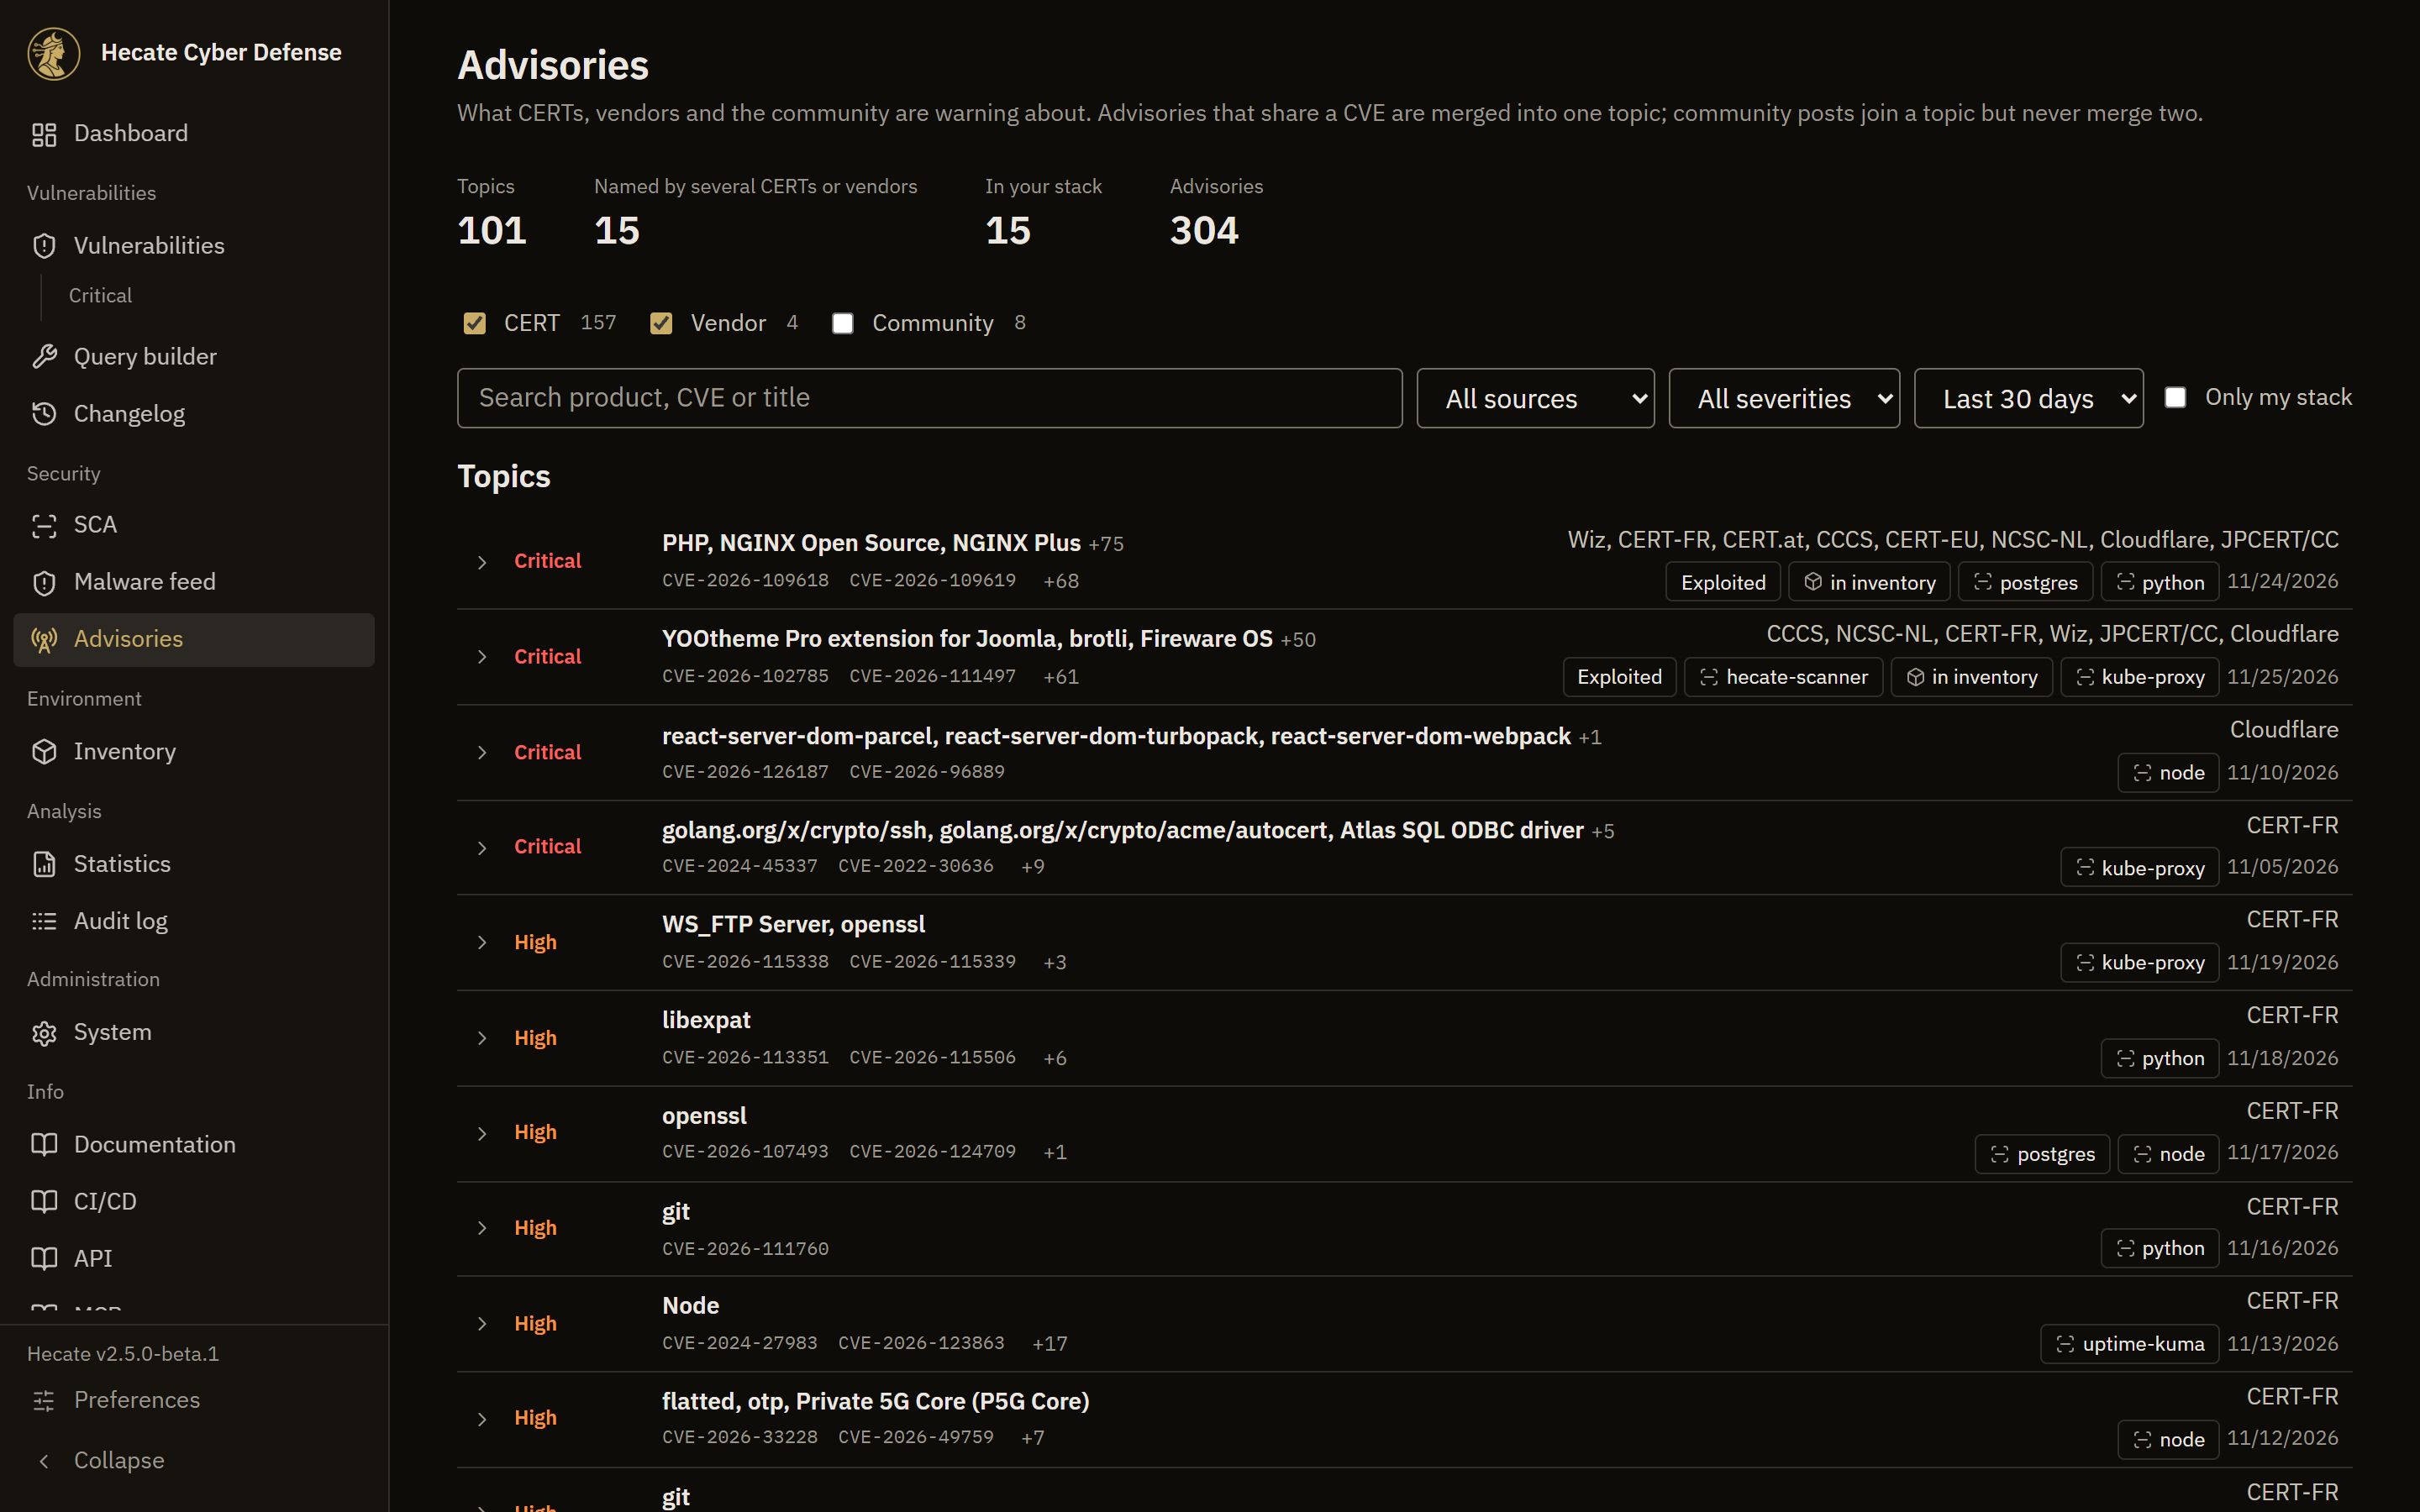 Hecate Cyber Defense
Dashboard
Vulnerabilities
Vulnerabilities
Critical
Query builder
Changelog
Security
SCA
Malware feed
Advisories
Environment
Inventory
Analysis
Statistics
Audit log
Administration
System
Info
Documentation
CI/CD
API
Hecate v2.5.0-beta.1
Preferences
Collapse
Advisories
What CERTs, vendors and the community are warning about. Advisories that share a CVE are merged into one topic; community posts join a topic but never merge two.
Topics Named by several CERTs or vendors In your stack Advisories
101 15 15 304
CERT 157 Vendor 4 Community 8
Search product, CVE or title All sources All severities Last 30 days Only my stack
Topics
Critical PHP, NGINX Open Source, NGINX Plus +75 Wiz, CERT-FR, CERT.at, CCCS, CERT-EU, NCSC-NL, Cloudflare, JPCERT/CC
CVE-2026-109618 CVE-2026-109619 +68 Exploited in inventory postgres python 11/24/2026
Critical YOOtheme Pro extension for Joomla, brotli, Fireware OS +50 CCCS, NCSC-NL, CERT-FR, Wiz, JPCERT/CC, Cloudflare
CVE-2026-102785 CVE-2026-111497 +61 Exploited hecate-scanner in inventory kube-proxy 11/25/2026
Critical react-server-dom-parcel, react-server-dom-turbopack, react-server-dom-webpack +1 Cloudflare
CVE-2026-126187 CVE-2026-96889 node 11/10/2026
Critical golang.org/x/crypto/ssh, golang.org/x/crypto/acme/autocert, Atlas SQL ODBC driver +5 CERT-FR
CVE-2024-45337 CVE-2022-30636 +9 kube-proxy 11/05/2026
High WS_FTP Server, openssl CERT-FR
CVE-2026-115338 CVE-2026-115339 +3 kube-proxy 11/19/2026
High libexpat CERT-FR
CVE-2026-113351 CVE-2026-115506 +6 python 11/18/2026
High openssl CERT-FR
CVE-2026-107493 CVE-2026-124709 +1 postgres node 11/17/2026
High git CERT-FR
CVE-2026-111760 python 11/16/2026
High Node CERT-FR
CVE-2024-27983 CVE-2026-123863 +17 uptime-kuma 11/13/2026
High flatted, otp, Private 5G Core (P5G Core) CERT-FR
CVE-2026-33228 CVE-2026-49759 +7 node 11/12/2026
High git CERT-FR